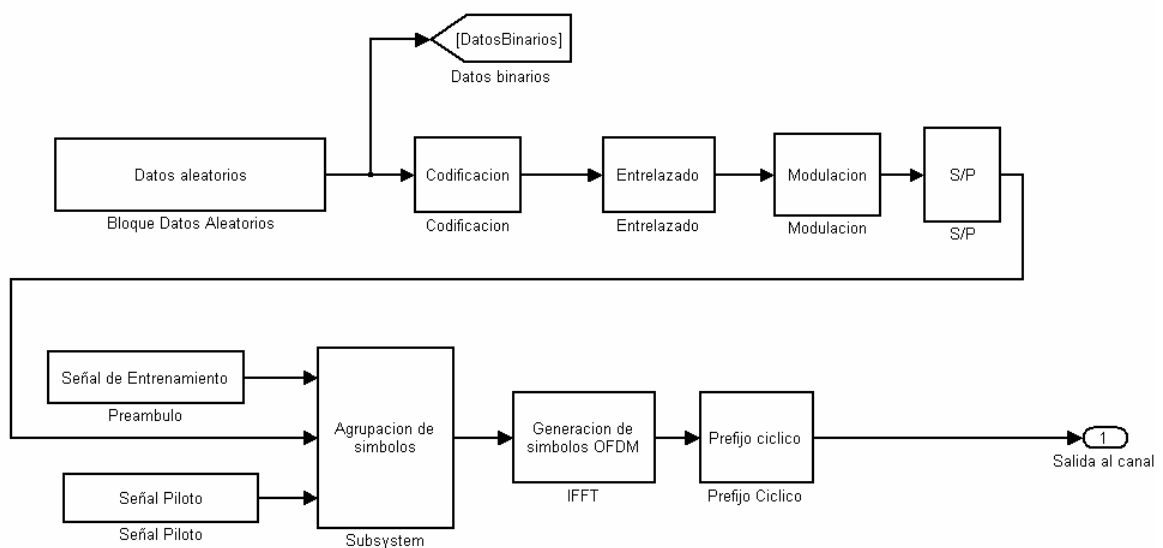 [DatosBinarios]
Datos binarios
Datos aleatorios
Bloque Datos Aleatorios
Codificacion
Codificacion
Entrelazado
Entrelazado
Modulacion
Modulacion
S/P
S/P
Señal de Entrenamiento
Preambulo
Señal Piloto
Señal Piloto
Agrupacion de
simbolos
Subsystem
Generacion de
simbolos OFDM
IFFT
Prefijo ciclico
Prefijo Ciclico
1
Salida al canal